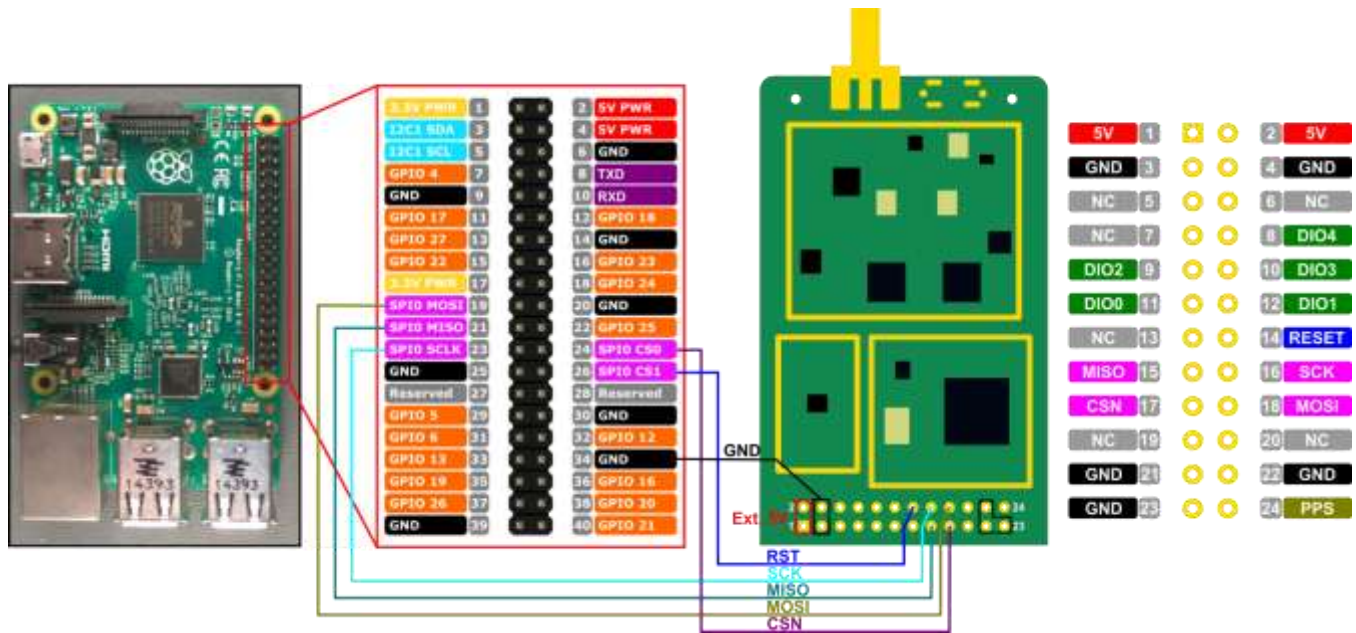 3.3V PWR 1 2 5V PWR
I2C1 SDA 3 4 5V PWR
I2C1 SCL 5 6 GND
GPIO 4 7 8 TXD
GND 9 10 RXD
GPIO 17 11 12 GPIO 18
GPIO 27 13 14 GND
GPIO 22 15 16 GPIO 23
3.3V PWR 17 18 GPIO 24
SPI0 MOSI 19 20 GND
SPI0 MISO 21 22 GPIO 25
SPI0 SCLK 23 24 SPI0 CS0
GND 25 26 SPI0 CS1
Reserved 27 28 Reserved
GPIO 5 29 30 GND
GPIO 6 31 32 GPIO 12
GPIO 13 33 34 GND
GPIO 19 35 36 GPIO 16
GPIO 26 37 38 GPIO 20
GND 39 40 GPIO 21
HDMI
14393
14393
GND
Ext. 5V
24
23
RST
SCK
MISO
MOSI
CSN
5V 1 2 5V
GND 3 4 GND
NC 5 6 NC
NC 7 8 DIO4
DIO2 9 10 DIO3
DIO0 11 12 DIO1
NC 13 14 RESET
MISO 15 16 SCK
CSN 17 18 MOSI
NC 19 20 NC
GND 21 22 GND
GND 23 24 PPS